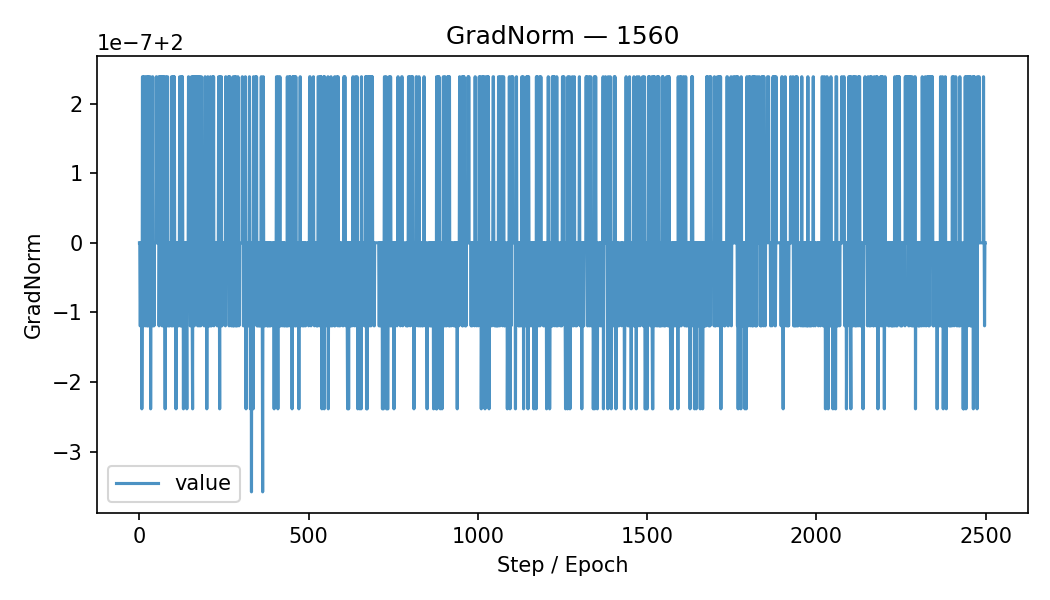 GradNorm — 1560
1e−7+2
2
1
0
−1
−2
−3
GradNorm
value
0
500
1000
1500
2000
2500
Step / Epoch